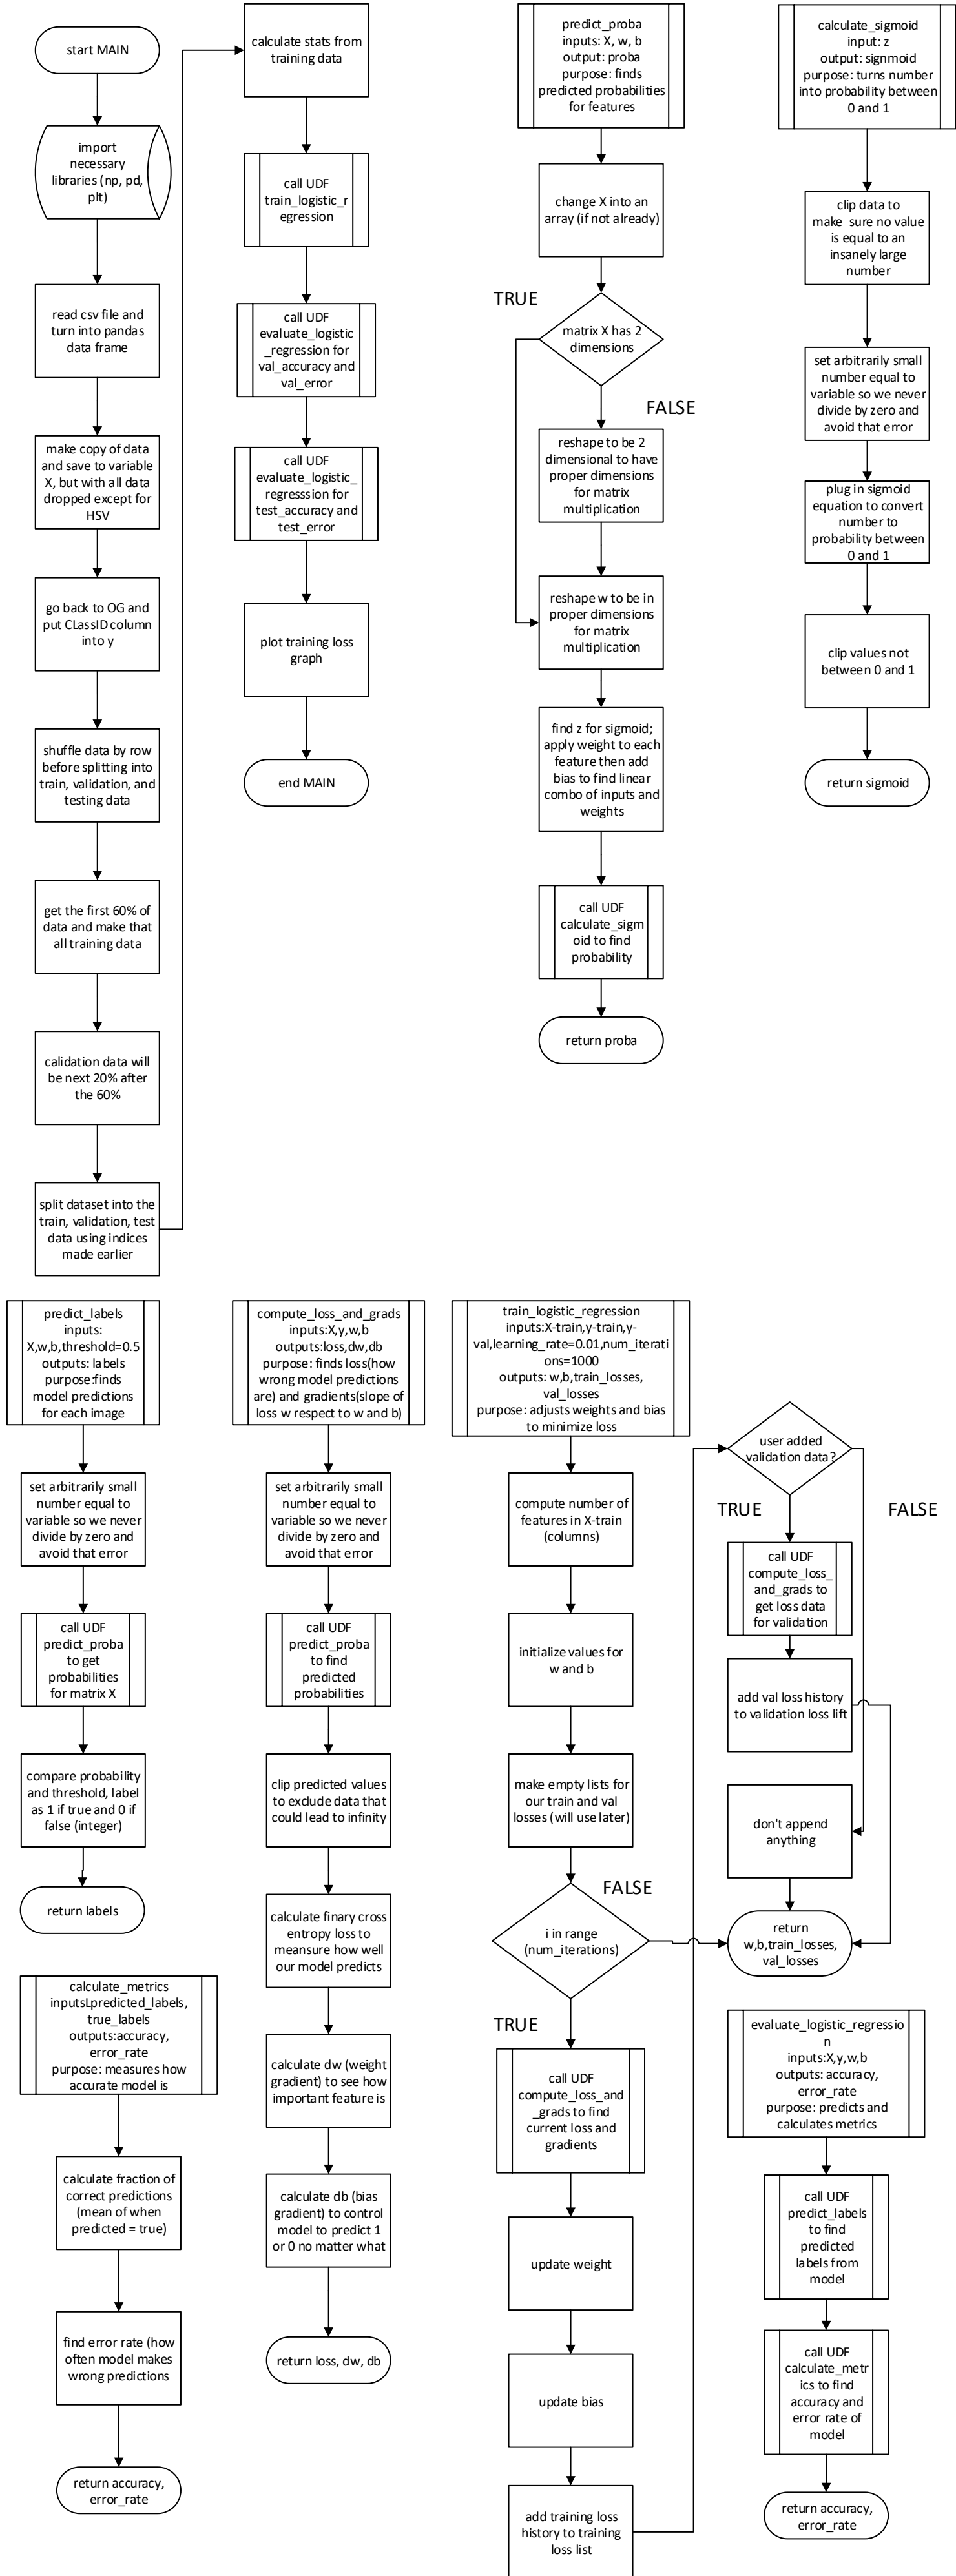 start MAIN
import
necessary
libraries (np, pd,
plt)
read csv file and
turn into pandas
data frame
make copy of data
and save to variable
X, but with all data
dropped except for
HSV
go back to OG and
put CLassID column
into y
shuffle data by row
before splitting into
train, validation, and
testing data
get the first 60% of
data and make that
all training data
calidation data will
be next 20% after
the 60%
split dataset into the
train, validation, test
data using indices
made earlier
calculate stats from
training data
call UDF
train_logistic_r
egression
call UDF
evaluate_logistic
_regression for
val_accuracy and
val_error
call UDF
evaluate_logistic_
regresssion for
test_accuracy and
test_error
plot training loss
graph
end MAIN
predict_proba
inputs: X, w, b
output: proba
purpose: finds
predicted probabilities
for features
change X into an
array (if not already)
TRUE
matrix X has 2
dimensions
FALSE
reshape to be 2
dimensional to have
proper dimensions
for matrix
multiplication
reshape w to be in
proper dimensions
for matrix
multiplication
find z for sigmoid;
apply weight to each
feature then add
bias to find linear
combo of inputs and
weights
call UDF
calculate_sigm
oid to find
probability
return proba
calculate_sigmoid
input: z
output: signmoid
purpose: turns number
into probability between
0 and 1
clip data to
make  sure no value
is equal to an
insanely large
number
set arbitrarily small
number equal to
variable so we never
divide by zero and
avoid that error
plug in sigmoid
equation to convert
number to
probability between
0 and 1
clip values not
between 0 and 1
return sigmoid
predict_labels
inputs:
X,w,b,threshold=0.5
outputs: labels
purpose:finds
model predictions
for each image
set arbitrarily small
number equal to
variable so we never
divide by zero and
avoid that error
call UDF
predict_proba
to get
probabilities
for matrix X
compare probability
and threshold, label
as 1 if true and 0 if
false (integer)
return labels
calculate_metrics
inputsLpredicted_labels,
true_labels
outputs:accuracy,
error_rate
purpose: measures how
accurate model is
calculate fraction of
correct predictions
(mean of when
predicted = true)
find error rate (how
often model makes
wrong predictions
return accuracy,
error_rate
compute_loss_and_grads
inputs:X,y,w,b
outputs:loss,dw,db
purpose: finds loss(how
wrong model predictions
are) and gradients(slope of
loss w respect to w and b)
set arbitrarily small
number equal to
variable so we never
divide by zero and
avoid that error
call UDF
predict_proba
to find
predicted
probabilities
clip predicted values
to exclude data that
could lead to infinity
calculate finary cross
entropy loss to
meansure how well
our model predicts
calculate dw (weight
gradient) to see how
important feature is
calculate db (bias
gradient) to control
model to predict 1
or 0 no matter what
return loss, dw, db
train_logistic_regression
inputs:X-train,y-train,y-
val,learning_rate=0.01,num_iterati
ons=1000
outputs: w,b,train_losses,
val_losses
purpose: adjusts weights and bias
to minimize loss
compute number of
features in X-train
(columns)
initialize values for
w and b
make empty lists for
our train and val
losses (will use later)
FALSE
i in range
(num_iterations)
TRUE
call UDF
compute_loss_and
_grads to find
current loss and
gradients
update weight
update bias
add training loss
history to training
loss list
user added
validation data?
TRUE
FALSE
call UDF
compute_loss_
and_grads to
get loss data
for validation
add val loss history
to validation loss lift
don't append
anything
return
w,b,train_losses,
val_losses
evaluate_logistic_regressio
n
inputs:X,y,w,b
outputs: accuracy,
error_rate
purpose: predicts and
calculates metrics
call UDF
predict_labels
to find
predicted
labels from
model
call UDF
calculate_metr
ics to find
accuracy and
error rate of
model
return accuracy,
error_rate